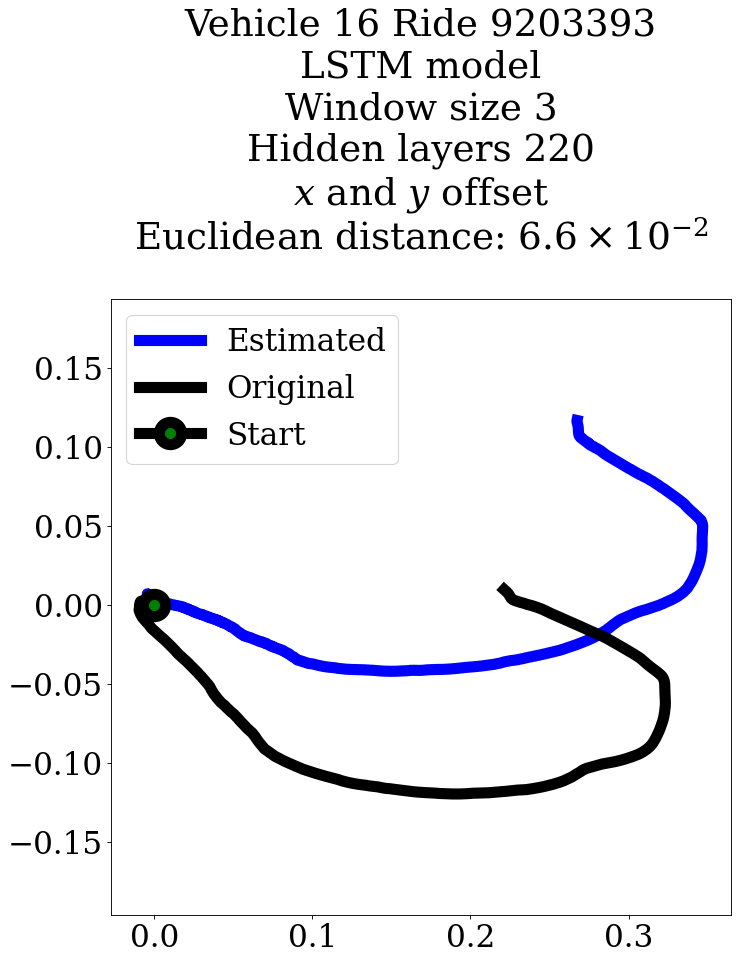 Vehicle 16 Ride 9203393
LSTM model
Window size 3
Hidden layers 220
x and y offset
Euclidean distance: 6.6 × 10⁻²
Estimated
Original
Start
0.15
0.10
0.05
0.00
−0.05
−0.10
−0.15
0.0 0.1 0.2 0.3